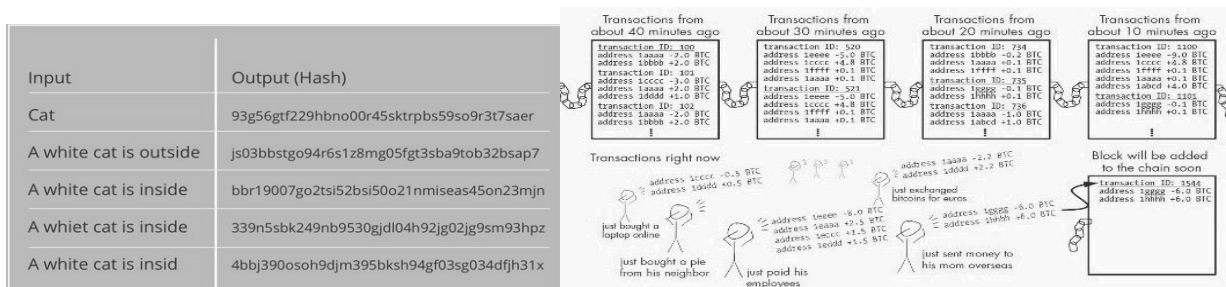 Input Output (Hash)
Cat 93g56gtf229hbno00r45sktrpbs59so9r3t7saer
A white cat is outside js03bbstgo94r6s1z8mg05fgt3sba9tob32bsap7
A white cat is inside bbr19007go2tsi52bsi50o21nmiseas45on23mjn
A whiet cat is inside 339n5sbk249nb9530gjdl04h92jg02jg9sm93hpz
A white cat is insid 4bbj390osoh9djm395bksh94gf03sg034dfjh31x
Transactions from
about 40 minutes ago
transaction ID: 100
address 1aaaa -2.0 BTC
address 1bbbb +2.0 BTC
transaction ID: 101
address 1cccc -3.0 BTC
address 1aaaa +2.0 BTC
address 1dddd +1.0 BTC
transaction ID: 102
address 1aaaa -2.0 BTC
address 1bbbb +2.0 BTC
Transactions from
about 30 minutes ago
transaction ID: 520
address 1eeee -5.0 BTC
address 1cccc +4.8 BTC
address 1ffff +0.1 BTC
address 1aaaa +0.1 BTC
transaction ID: 521
address 1eeee -5.0 BTC
address 1cccc +4.8 BTC
address 1ffff +0.1 BTC
address 1aaaa +0.1 BTC
Transactions from
about 20 minutes ago
transaction ID: 734
address 1bbbb -0.2 BTC
address 1aaaa +0.1 BTC
address 1ffff +0.1 BTC
transaction ID: 735
address 1gggg -0.1 BTC
address 1hhhh +0.1 BTC
transaction ID: 736
address 1aaaa -1.0 BTC
address 1abcd +1.0 BTC
Transactions from
about 10 minutes ago
transaction ID: 1100
address 1eeee -9.0 BTC
address 1cccc +4.8 BTC
address 1ffff +0.1 BTC
address 1aaaa +0.1 BTC
address 1abcd +4.0 BTC
transaction ID: 1101
address 1gggg -0.1 BTC
address 1hhhh +0.1 BTC
Transactions right now
address 1cccc -0.5 BTC
address 1dddd +0.5 BTC
just bought a
laptop online
just bought a pie
from his neighbor
address 1eeee -8.0 BTC
address 1eaaa +2.5 BTC
address 1eccc +1.5 BTC
address 1eddd +1.5 BTC
just paid his
employees
address 1aaaa -2.2 BTC
address 1dddd +2.2 BTC
just exchanged
bitcoins for euros
address 1gggg -6.0 BTC
address 1hhhh +6.0 BTC
just sent money to
his mom overseas
Block will be added
to the chain soon
transaction ID: 1544
address 1gggg -6.0 BTC
address 1hhhh +6.0 BTC